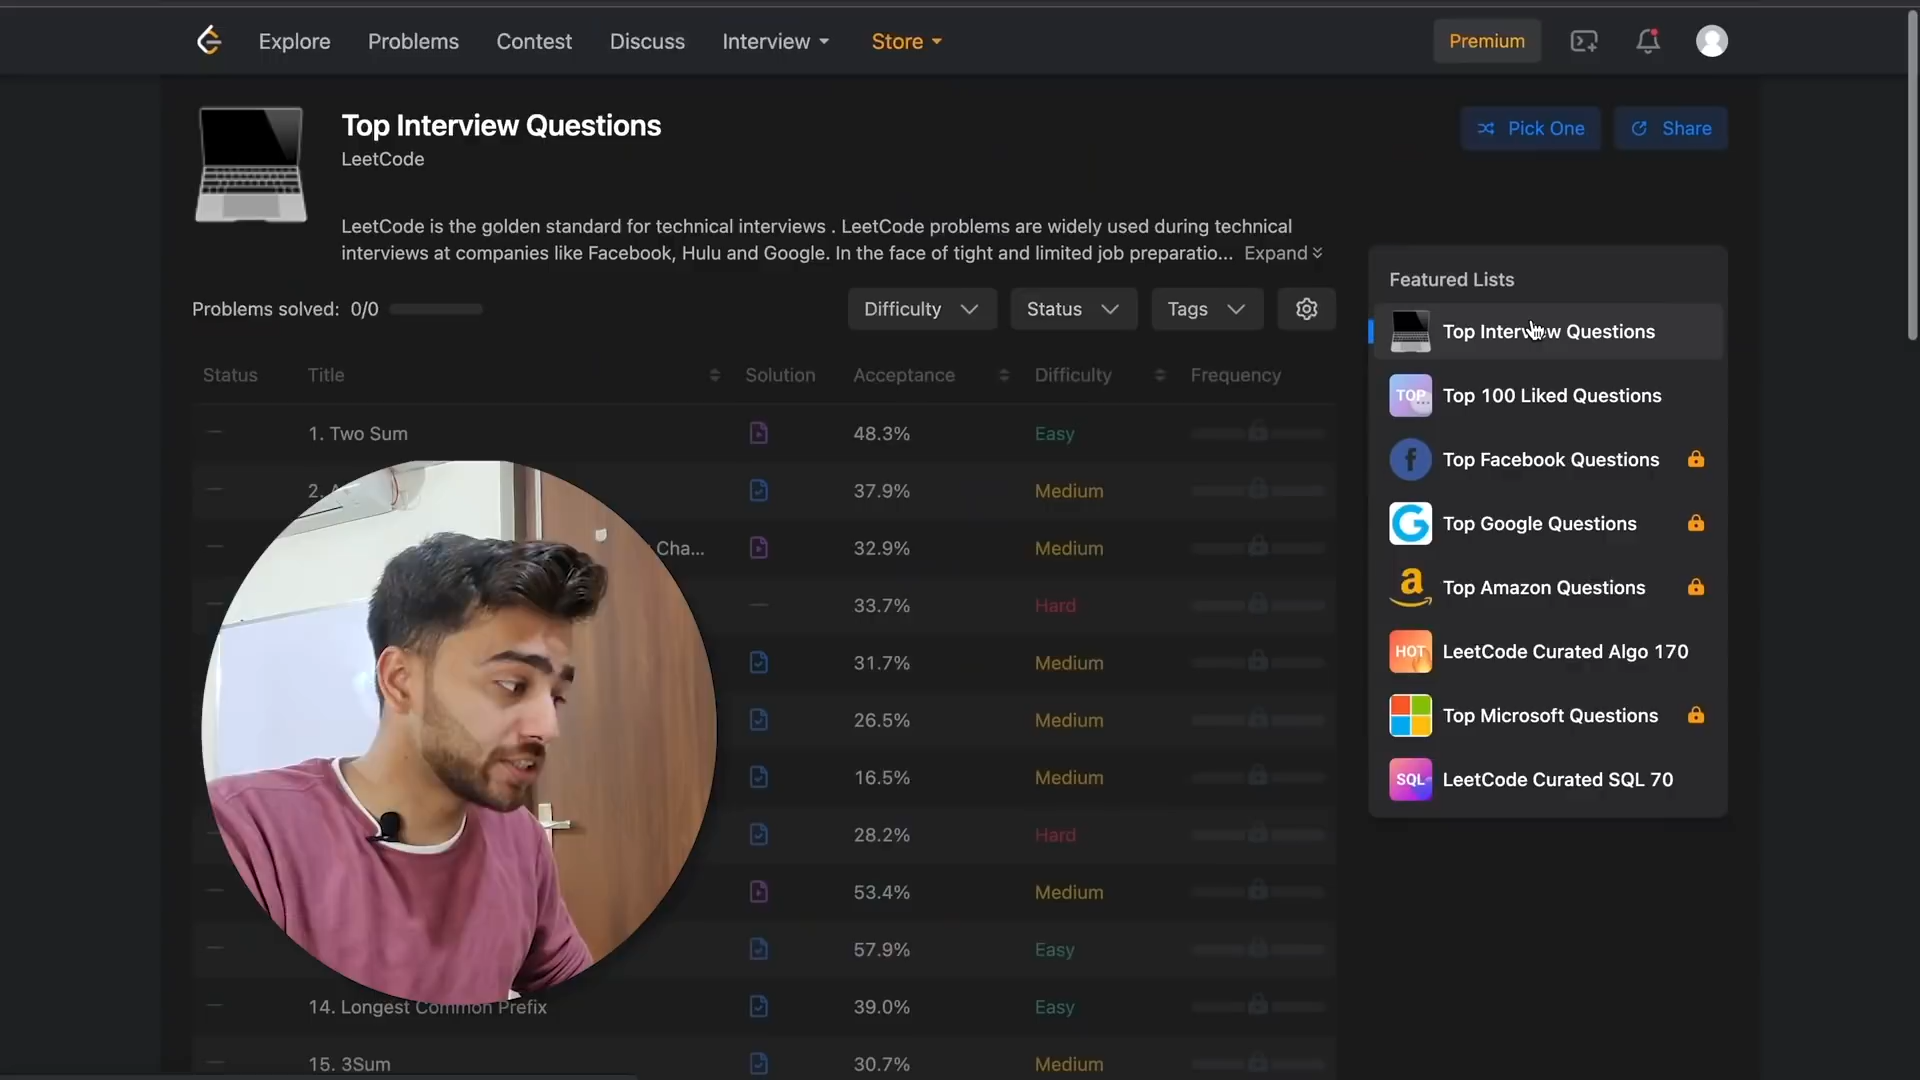 Explore Problems Contest Discuss Interview Store Premium
Top Interview Questions
LeetCode
Pick One Share
LeetCode is the golden standard for technical interviews . LeetCode problems are widely used during technical
interviews at companies like Facebook, Hulu and Google. In the face of tight and limited job preparatio... Expand
Problems solved: 0/0 Difficulty Status Tags
Status Title Solution Acceptance Difficulty Frequency
1. Two Sum 48.3% Easy
2. 37.9% Medium
Cha... 32.9% Medium
33.7% Hard
31.7% Medium
26.5% Medium
16.5% Medium
28.2% Hard
53.4% Medium
57.9% Easy
14. Longest Common Prefix 39.0% Easy
15. 3Sum 30.7% Medium
Featured Lists
Top Interview Questions
TOP Top 100 Liked Questions
f Top Facebook Questions
G Top Google Questions
a Top Amazon Questions
HOT LeetCode Curated Algo 170
Top Microsoft Questions
SQL LeetCode Curated SQL 70